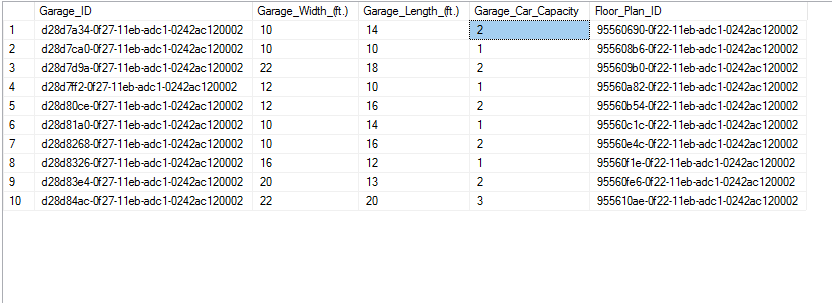 Garage_ID Garage_Width_(ft.) Garage_Length_(ft.) Garage_Car_Capacity Floor_Plan_ID
1 d28d7a34-0f27-11eb-adc1-0242ac120002 10 14 2 95560690-0f22-11eb-adc1-0242ac120002
2 d28d7ca0-0f27-11eb-adc1-0242ac120002 10 10 1 955608b6-0f22-11eb-adc1-0242ac120002
3 d28d7d9a-0f27-11eb-adc1-0242ac120002 22 18 2 955609b0-0f22-11eb-adc1-0242ac120002
4 d28d7ff2-0f27-11eb-adc1-0242ac120002 12 10 1 95560a82-0f22-11eb-adc1-0242ac120002
5 d28d80ce-0f27-11eb-adc1-0242ac120002 12 16 2 95560b54-0f22-11eb-adc1-0242ac120002
6 d28d81a0-0f27-11eb-adc1-0242ac120002 10 14 1 95560c1c-0f22-11eb-adc1-0242ac120002
7 d28d8268-0f27-11eb-adc1-0242ac120002 10 16 2 95560e4c-0f22-11eb-adc1-0242ac120002
8 d28d8326-0f27-11eb-adc1-0242ac120002 16 12 1 95560f1e-0f22-11eb-adc1-0242ac120002
9 d28d83e4-0f27-11eb-adc1-0242ac120002 20 13 2 95560fe6-0f22-11eb-adc1-0242ac120002
10 d28d84ac-0f27-11eb-adc1-0242ac120002 22 20 3 955610ae-0f22-11eb-adc1-0242ac120002